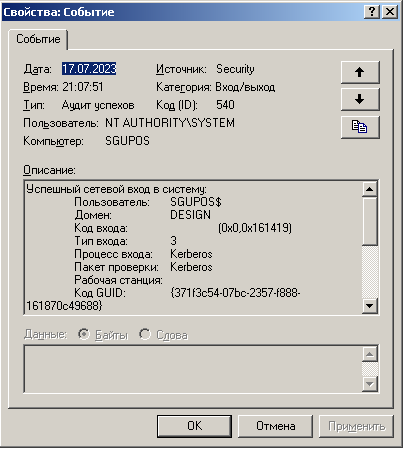 Свойства: Событие
Событие
Дата: 17.07.2023 Источник: Security
Время: 21:07:51 Категория: Вход/выход
Тип: Аудит успехов Код (ID): 540
Пользователь: NT AUTHORITY\SYSTEM
Компьютер: SGUPOS
Описание:
Успешный сетевой вход в систему:
Пользователь: SGUPOS$
Домен: DESIGN
Код входа: (0x0,0x161419)
Тип входа: 3
Процесс входа: Kerberos
Пакет проверки: Kerberos
Рабочая станция:
Код GUID: {371f3c54-07bc-2357-f888-
161870c49688}
Данные: Байты Слова
OK Отмена Применить